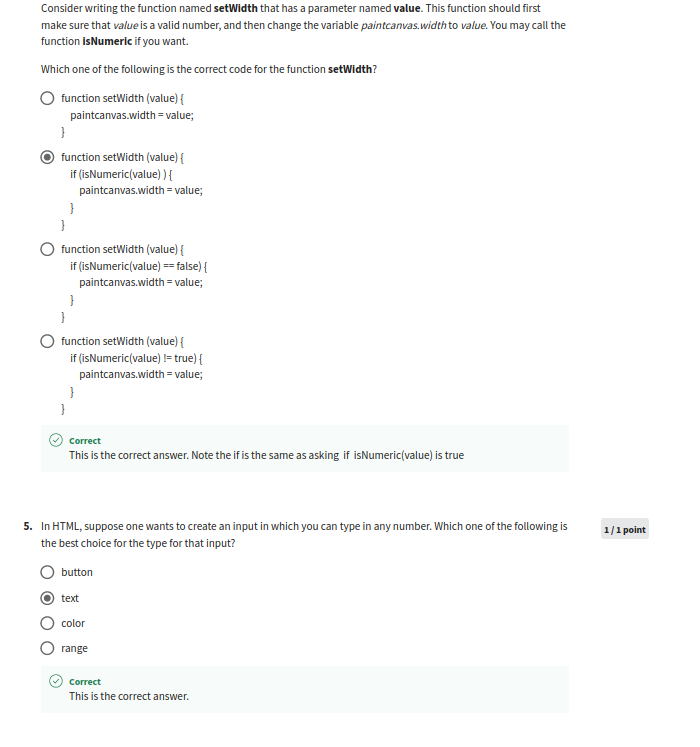 Consider writing the function named setWidth that has a parameter named value. This function should first
make sure that value is a valid number, and then change the variable paintcanvas.width to value. You may call the
function isNumeric if you want.
Which one of the following is the correct code for the function setWidth?
function setWidth (value) {
paintcanvas.width = value;
}
function setWidth (value) {
if (isNumeric(value) ) {
paintcanvas.width = value;
}
}
function setWidth (value) {
if (isNumeric(value) == false) {
paintcanvas.width = value;
}
}
function setWidth (value) {
if (isNumeric(value) != true) {
paintcanvas.width = value;
}
}
Correct
This is the correct answer. Note the if is the same as asking if isNumeric(value) is true
5. In HTML, suppose one wants to create an input in which you can type in any number. Which one of the following is
the best choice for the type for that input?
1 / 1 point
button
text
color
range
Correct
This is the correct answer.